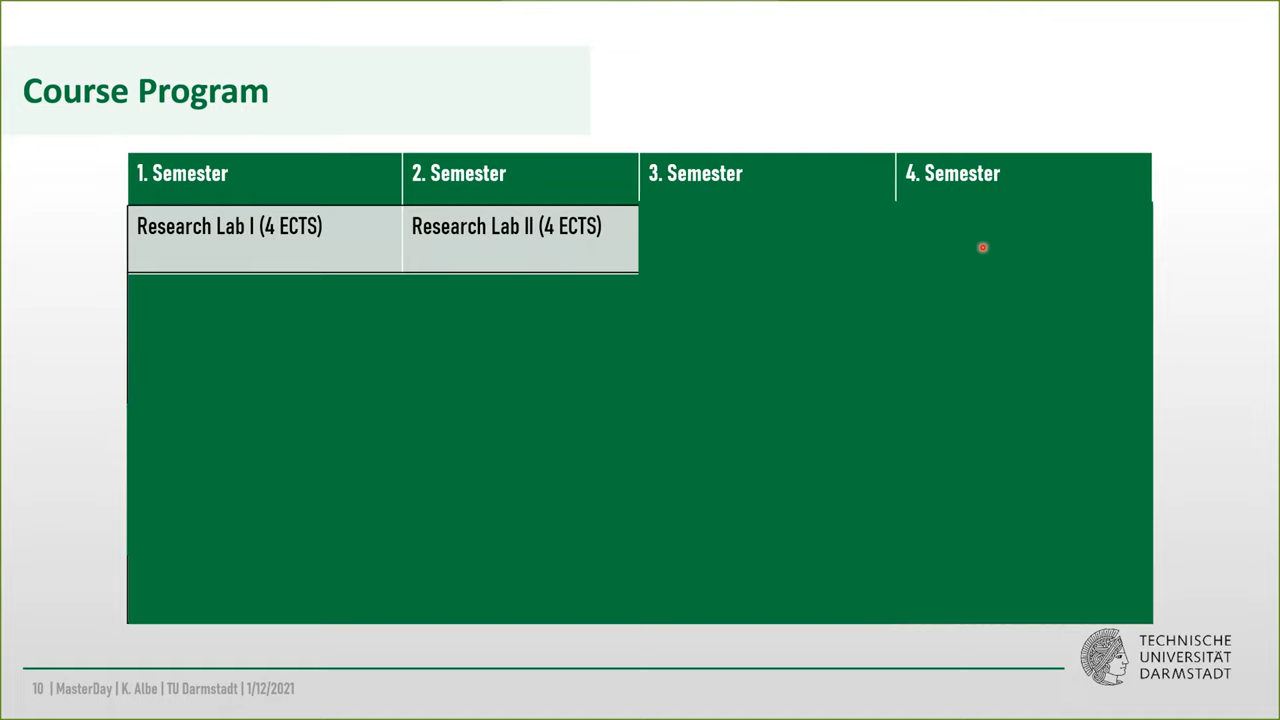 Course Program
1. Semester
2. Semester
3. Semester
4. Semester
Research Lab I (4 ECTS)
Research Lab II (4 ECTS)
TECHNISCHE
UNIVERSITÄT
DARMSTADT
10 | MasterDay | K. Albe | TU Darmstadt | 1/12/2021